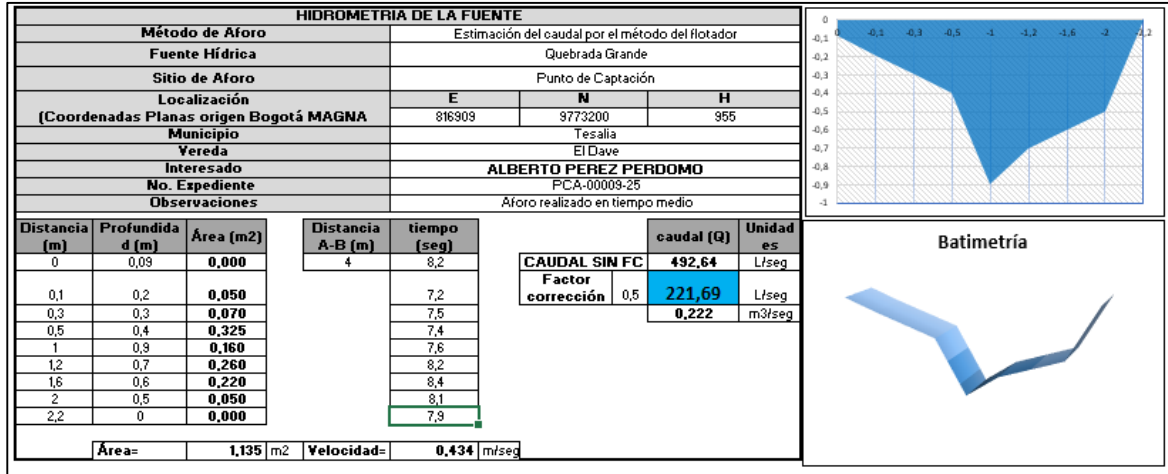 HIDROMETRIA DE LA FUENTE
Método de Aforo Estimación del caudal por el método del flotador
Fuente Hídrica Quebrada Grande
Sitio de Aforo Punto de Captación
Localización E N H
(Coordenadas Planas origen Bogotá MAGNA 816909 9773200 955
Municipio Tesalia
Vereda El Dave
Interesado ALBERTO PEREZ PERDOMO
No. Expediente PCA-00009-25
Observaciones Aforo realizado en tiempo medio
Distancia (m) Profundida d (m) Área (m2) Distancia A-B (m) tiempo (seg) caudal (Q) Unidad es
0 0,09 0,000 4 8,2 CAUDAL SIN FC 492,64 L/seg
0,1 0,2 0,050 7,2 Factor corrección 0,5 221,69 L/seg
0,3 0,3 0,070 7,5 0,222 m3/seg
0,5 0,4 0,325 7,4
1 0,9 0,160 7,6
1,2 0,7 0,260 8,2
1,6 0,6 0,220 8,4
2 0,5 0,050 8,1
2,2 0 0,000 7,9
Área= 1,135 m2 Velocidad= 0,434 m/seg
0
0 -0,1 -0,3 -0,5 -1 -1,2 -1,6 -2 -2,2
-0,1
-0,2
-0,3
-0,4
-0,5
-0,6
-0,7
-0,8
-0,9
-1
Batimetría